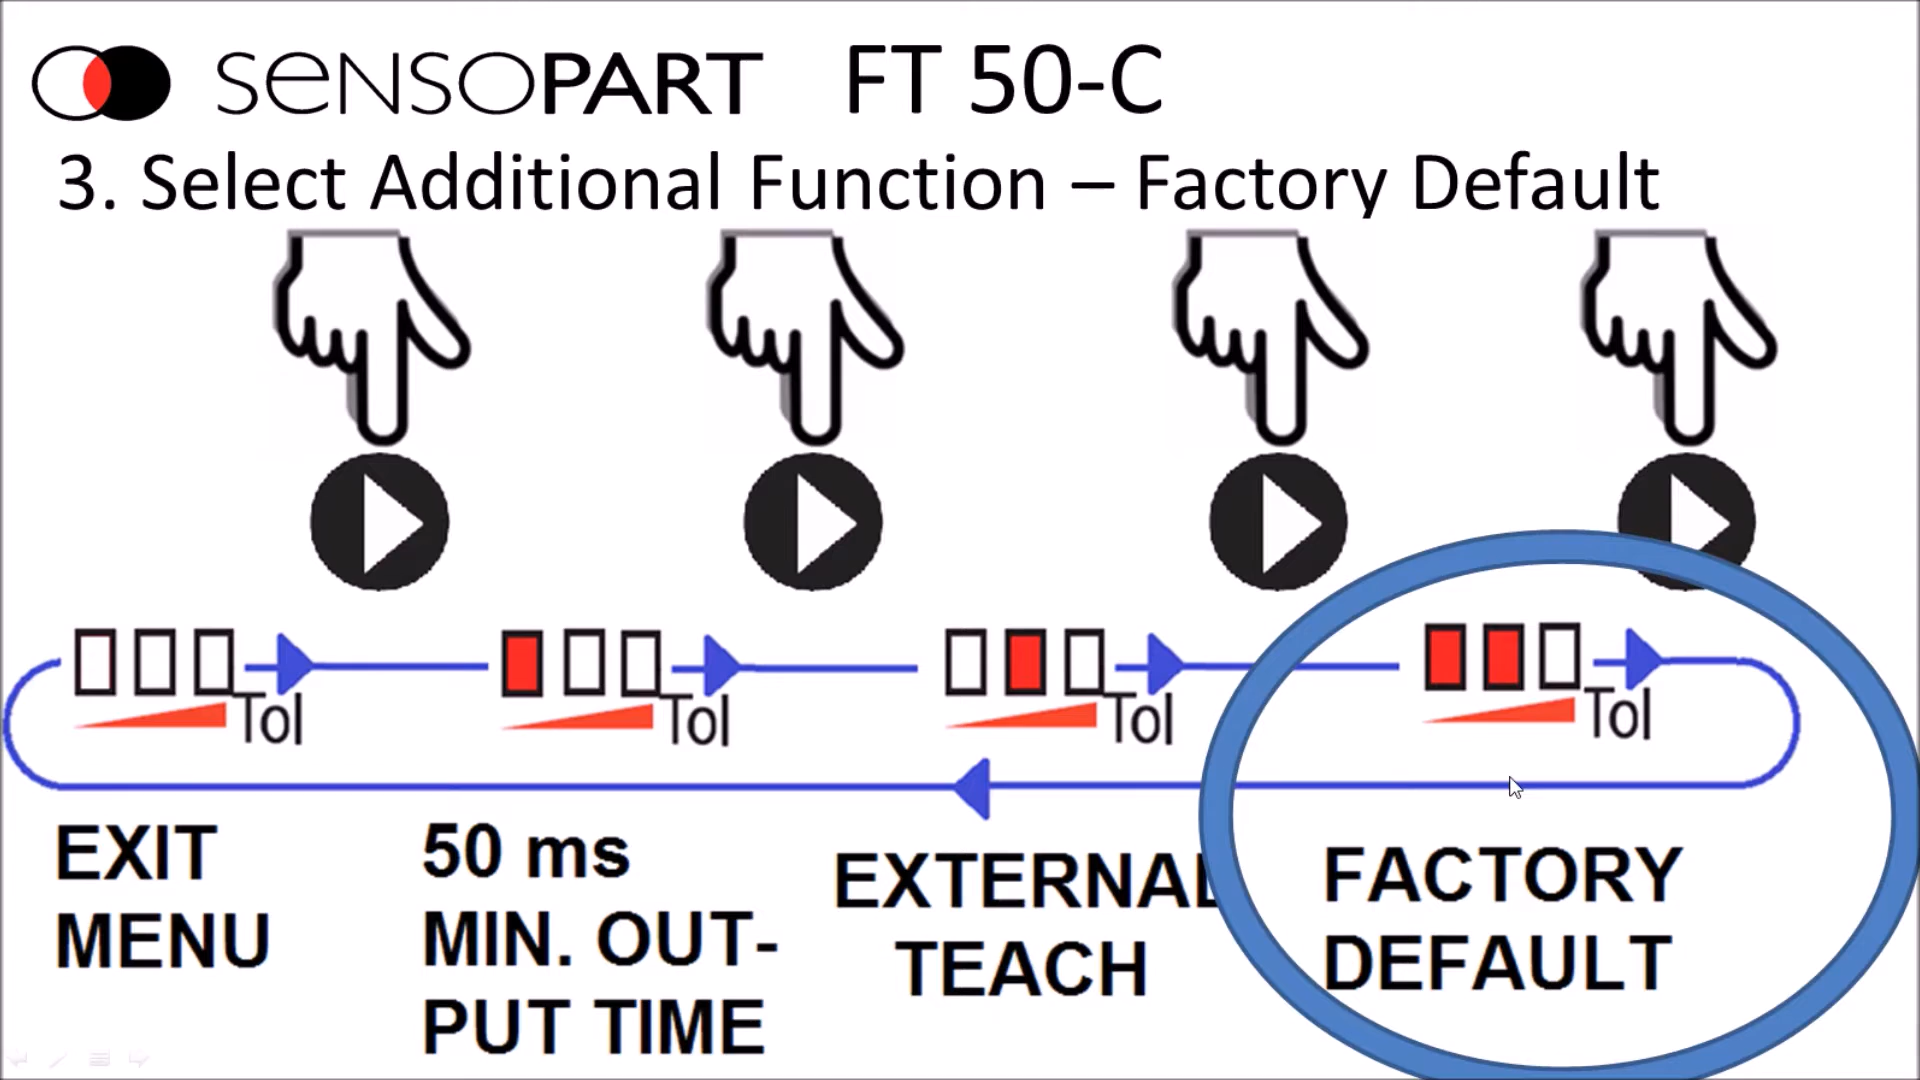 SensoPART FT 50-C
3. Select Additional Function – Factory Default
Tol Tol Tol Tol
EXIT
MENU
50 ms
MIN. OUT-
PUT TIME
EXTERNAL
TEACH
FACTORY
DEFAULT